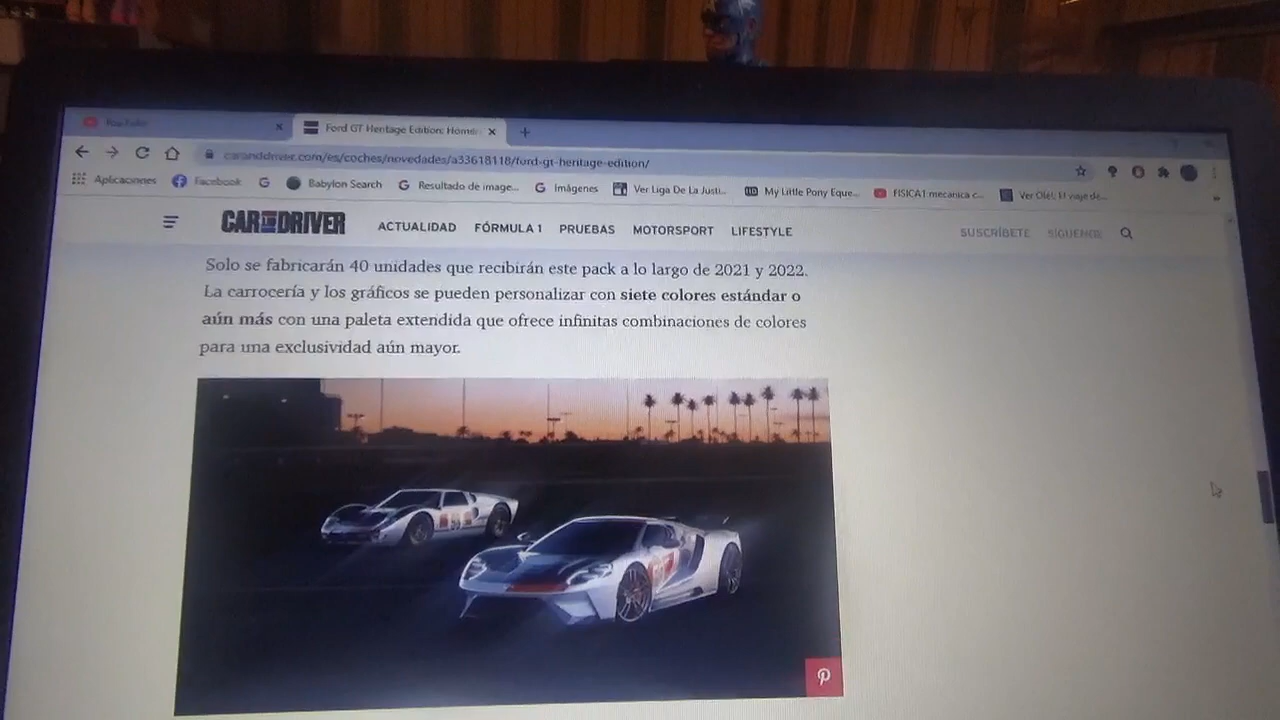 YouTube
Ford GT Heritage Edition: Home
caranddriver.com/es/coches/novedades/a33618118/ford-gt-heritage-edition/
Aplicaciones Facebook Babylon Search Resultado de image... Imágenes Ver Liga De La Justi... My Little Pony Eque... FISICA1 mecanica c... Ver Olé!: El viaje de...
CAR AND DRIVER ACTUALIDAD FÓRMULA 1 PRUEBAS MOTORSPORT LIFESTYLE SUSCRÍBETE SÍGUENOS
Solo se fabricarán 40 unidades que recibirán este pack a lo largo de 2021 y 2022.
La carrocería y los gráficos se pueden personalizar con siete colores estándar o
aún más con una paleta extendida que ofrece infinitas combinaciones de colores
para una exclusividad aún mayor.